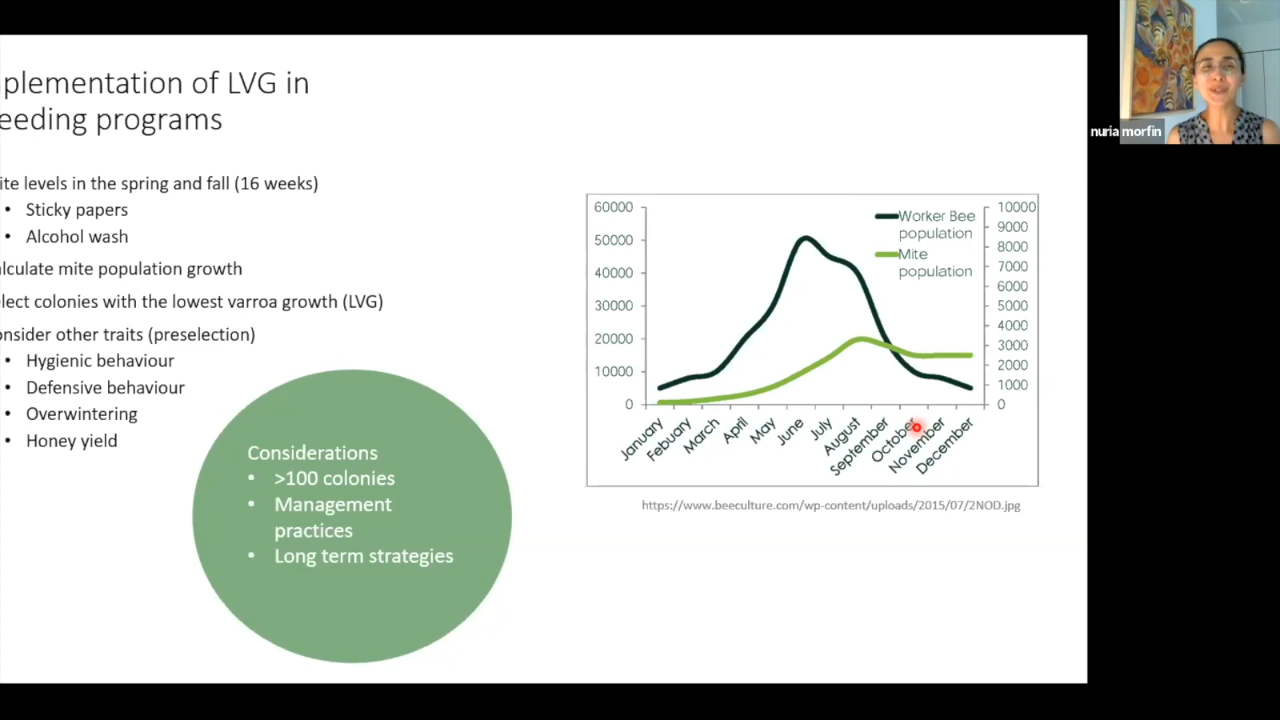 plementation of LVG in
eeding programs
ite levels in the spring and fall (16 weeks)
• Sticky papers
• Alcohol wash
alculate mite population growth
elect colonies with the lowest varroa growth (LVG)
onsider other traits (preselection)
• Hygienic behaviour
• Defensive behaviour
• Overwintering
• Honey yield
Considerations
• >100 colonies
• Management
practices
• Long term strategies
60000
50000
40000
30000
20000
10000
0
Worker Bee
population
Mite
population
10000
9000
8000
7000
6000
5000
4000
3000
2000
1000
0
January
Febuary
March
April
May
June
July
August
September
October
November
December
https://www.beeculture.com/wp-content/uploads/2015/07/2NOD.jpg
nuria morfin